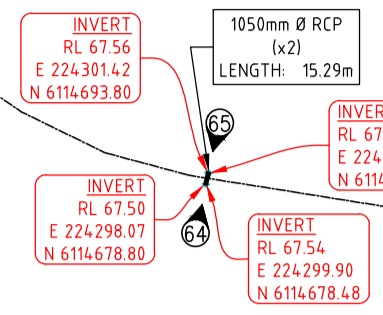 INVERT
RL 67.56
E 224301.42
N 6114693.80
1050mm Ø RCP
(x2)
LENGTH: 15.29m
65
INVERT
RL 67.50
E 224298.07
N 6114678.80
64
INVERT
RL 67.54
E 224299.90
N 6114678.48
RL
E
N